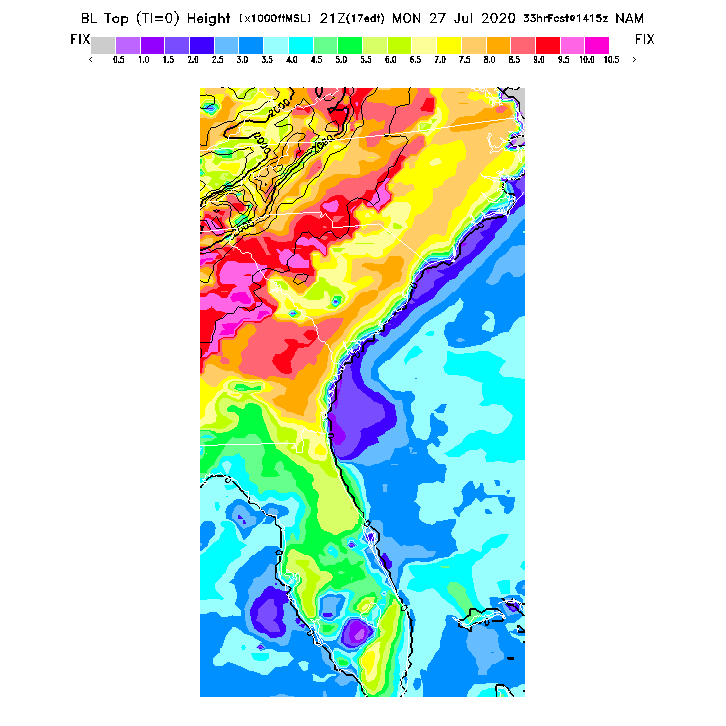 BL Top (TI=0) Height [x1000ftMSL] 21Z(17edt) MON 27 Jul 2020 33hrFcst@1415z NAM
FIX FIX
< 0.5 1.0 1.5 2.0 2.5 3.0 3.5 4.0 4.5 5.0 5.5 6.0 6.5 7.0 7.5 8.0 8.5 9.0 9.5 10.0 10.5 >
2000
2000
2000